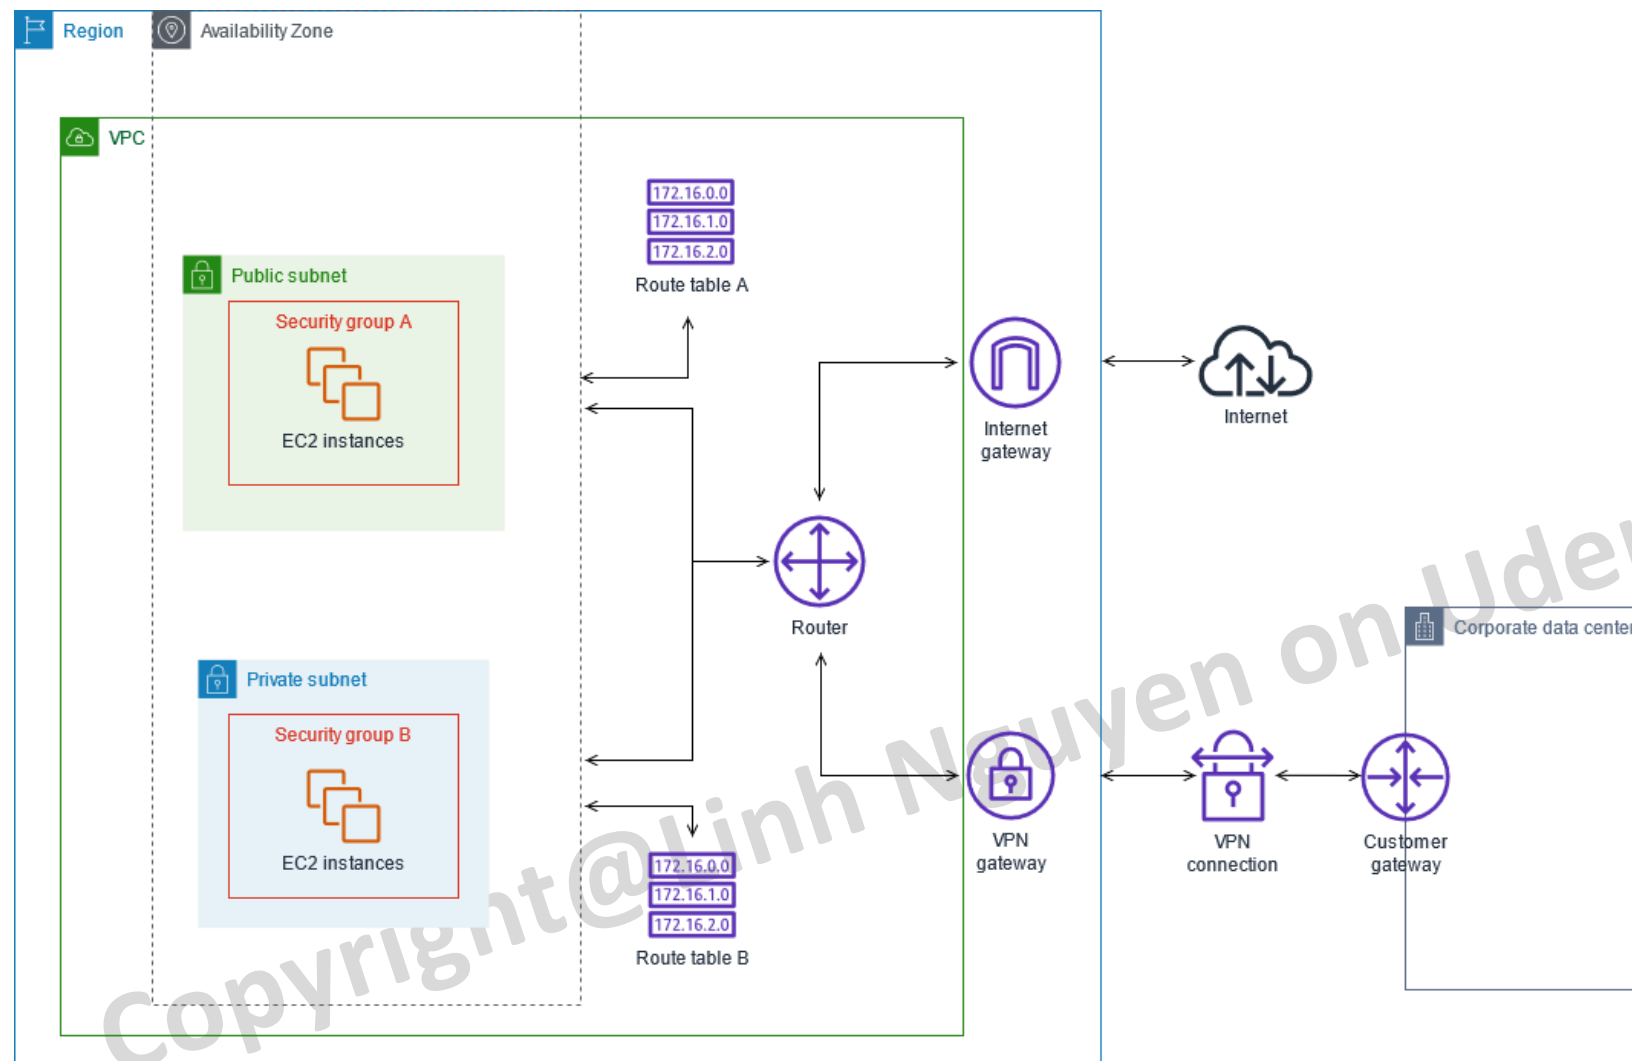 Region
Availability Zone
VPC
172.16.0.0
172.16.1.0
172.16.2.0
Route table A
Public subnet
Security group A
EC2 instances
Internet
gateway
Internet
Router
Corporate data center
Private subnet
Security group B
EC2 instances
VPN
gateway
VPN
connection
Customer
gateway
172.16.0.0
172.16.1.0
172.16.2.0
Route table B
Copyright@Linh Nguyen on Ude